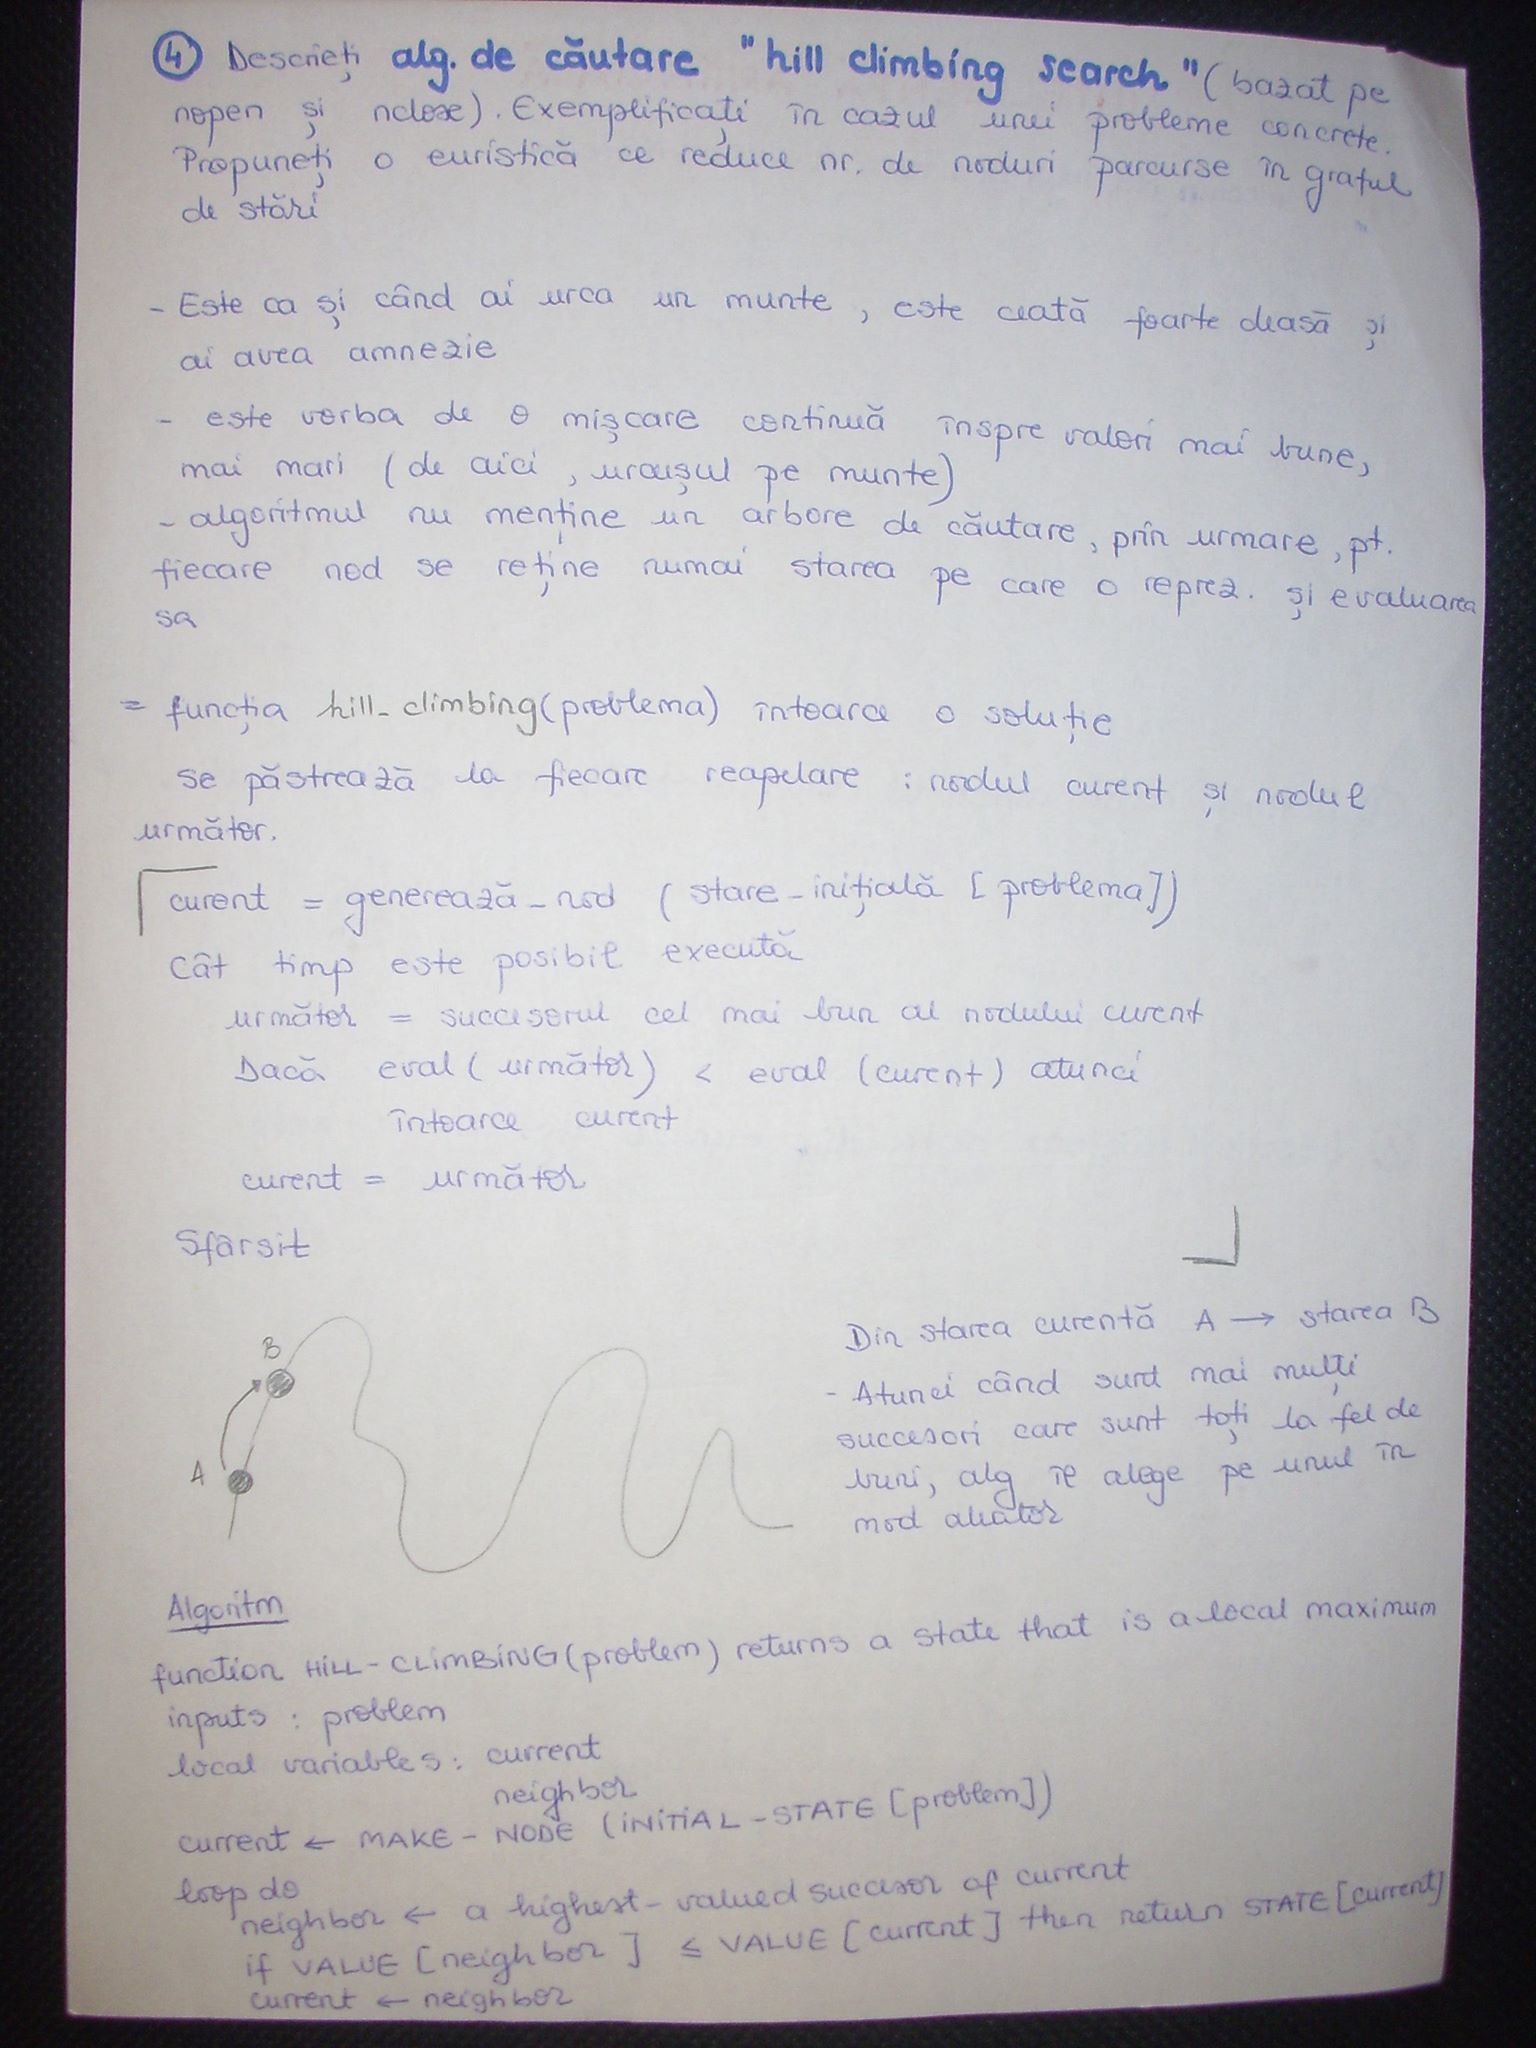 ④ Descrieți alg. de căutare "hill climbing search" (bazat pe
nopen și nclose). Exemplificați în cazul unei probleme concrete.
Propuneți o euristică ce reduce nr. de noduri parcurse în graful
de stări
- Este ca și când ai urca un munte, este ceață foarte deasă și
ai avea amnezie
- este vorba de o mișcare continuă înspre valori mai bune,
mai mari (de aici, urcușul pe munte)
- algoritmul nu menține un arbore de căutare, prin urmare, pt.
fiecare nod se reține numai starea pe care o reprez. și evaluarea
sa
= funcția hill_climbing(problema) întoarce o soluție
se păstrează la fiecare reapelare : nodul curent și nodul
următor.
curent = generează_nod (stare_inițială [problema])
Cât timp este posibil execută
următor = succesorul cel mai bun al nodului curent
Dacă eval(următor) < eval (curent) atunci
întoarce curent
curent = următor
Sfârsit
B
A
Din starea curentă A → starea B
- Atunci când sunt mai mulți
succesori care sunt toți la fel de
buni, alg îl alege pe unul în
mod aleator
Algoritm
function HILL-CLIMBING(problem) returns a state that is a local maximum
inputs : problem
local variables : current
neighbor
current ← MAKE-NODE (INITIAL-STATE [problem])
loop do
neighbor ← a highest-valued succesor of current
if VALUE [neighbor] ≤ VALUE [current] then return STATE [current]
current ← neighbor